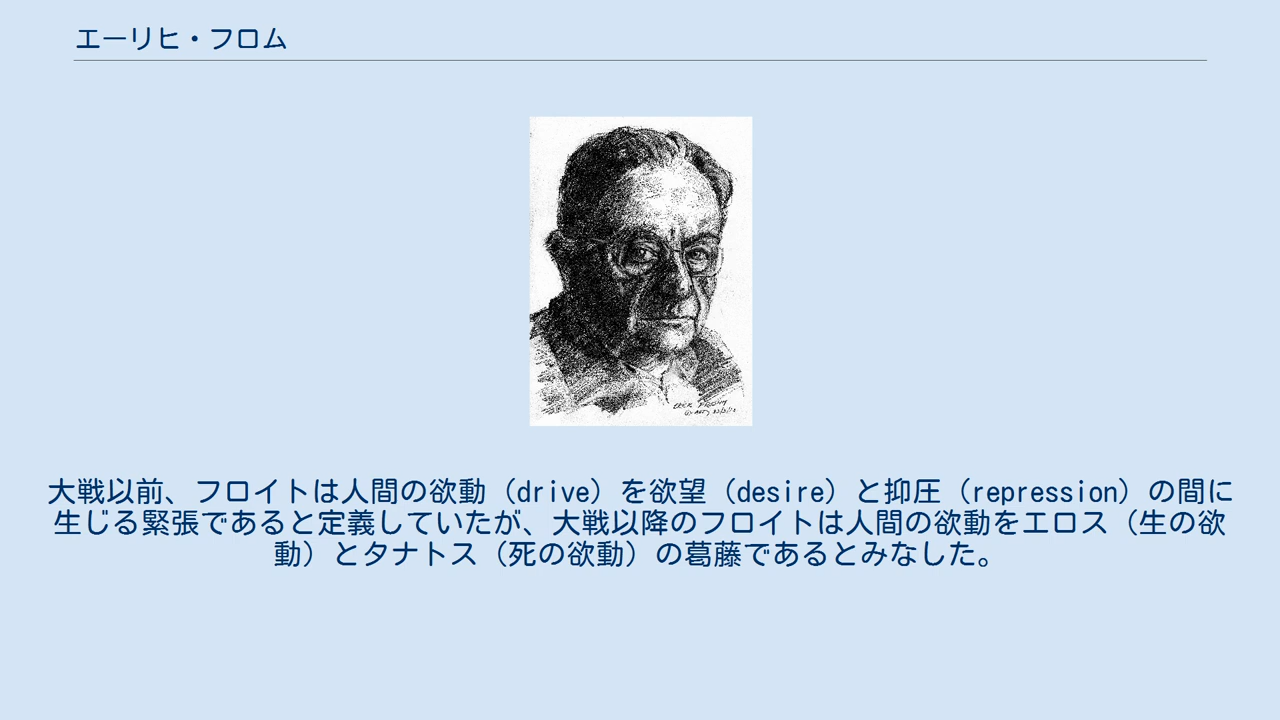 エーリヒ・フロム
大戦以前、フロイトは人間の欲動（drive）を欲望（desire）と抑圧（repression）の間に
生じる緊張であると定義していたが、大戦以降のフロイトは人間の欲動をエロス（生の欲
動）とタナトス（死の欲動）の葛藤であるとみなした。